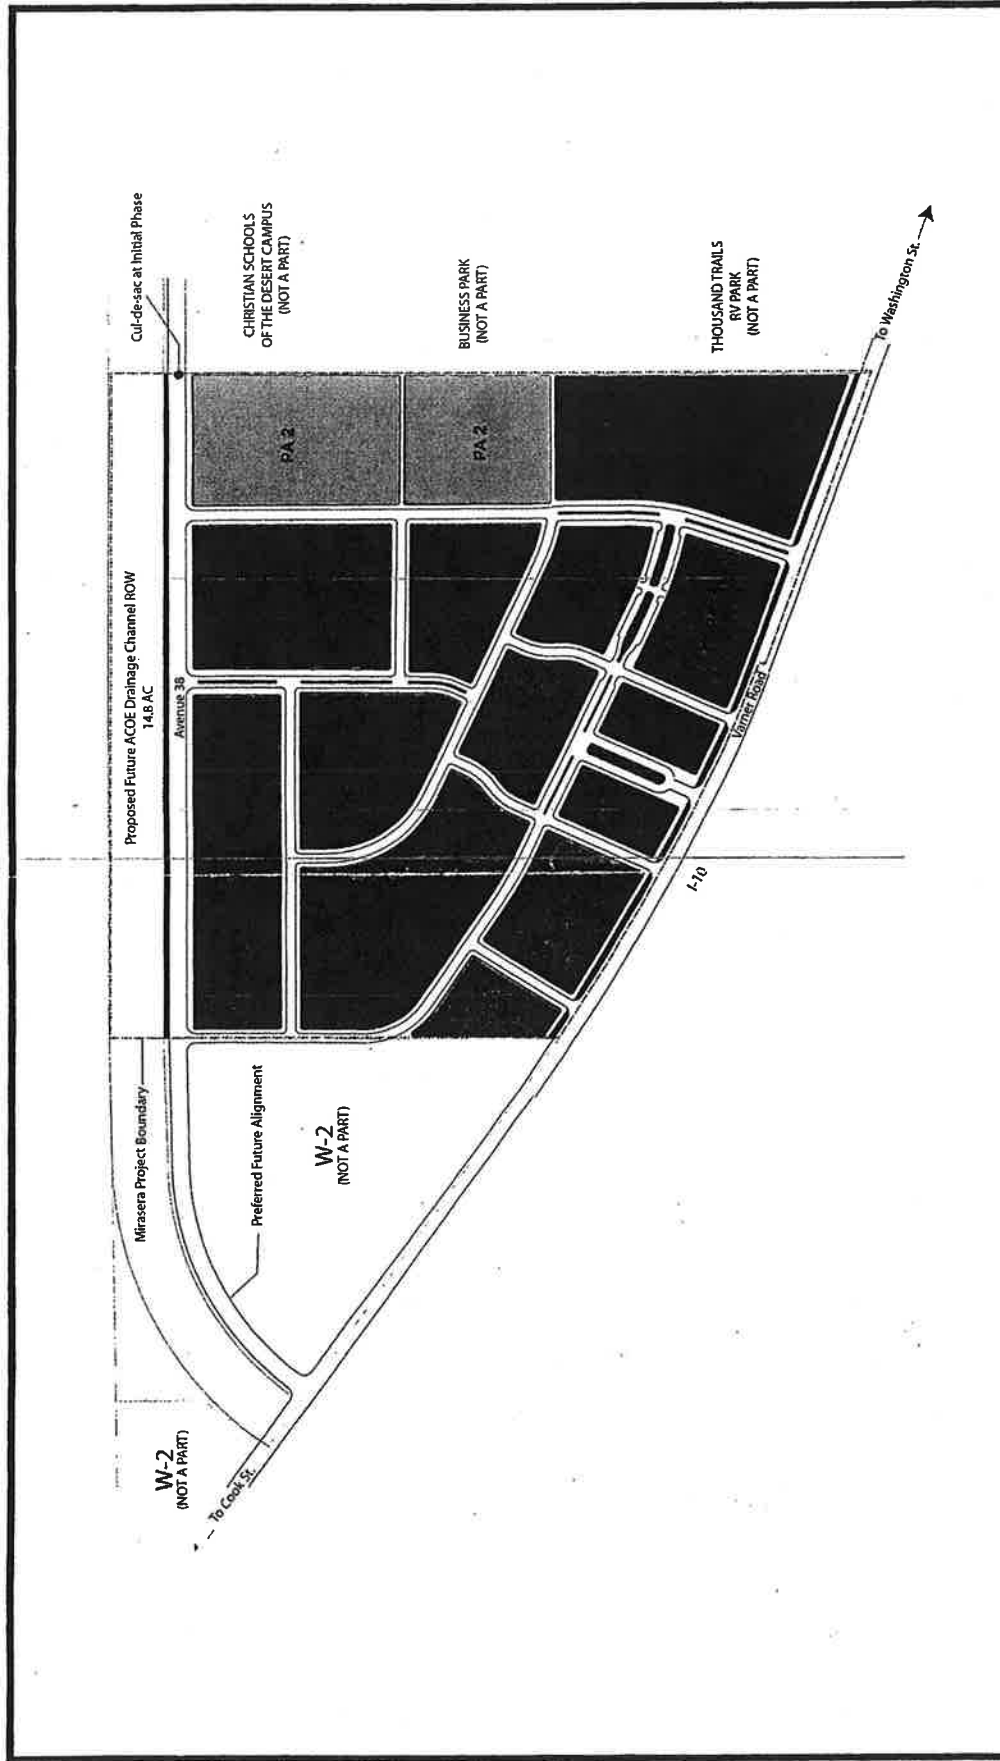 Cul-de-sac at Initial Phase
CHRISTIAN SCHOOLS
OF THE DESERT CAMPUS
(NOT A PART)
BUSINESS PARK
(NOT A PART)
THOUSAND TRAILS
RV PARK
(NOT A PART)
To Washington St.
Proposed Future ACOE Drainage Channel ROW
14.8 AC
Avenue 38
PA 2
PA 2
Varner Road
I-10
Mirasera Project Boundary
Preferred Future Alignment
W-2
(NOT A PART)
W-2
(NOT A PART)
To Cook St.